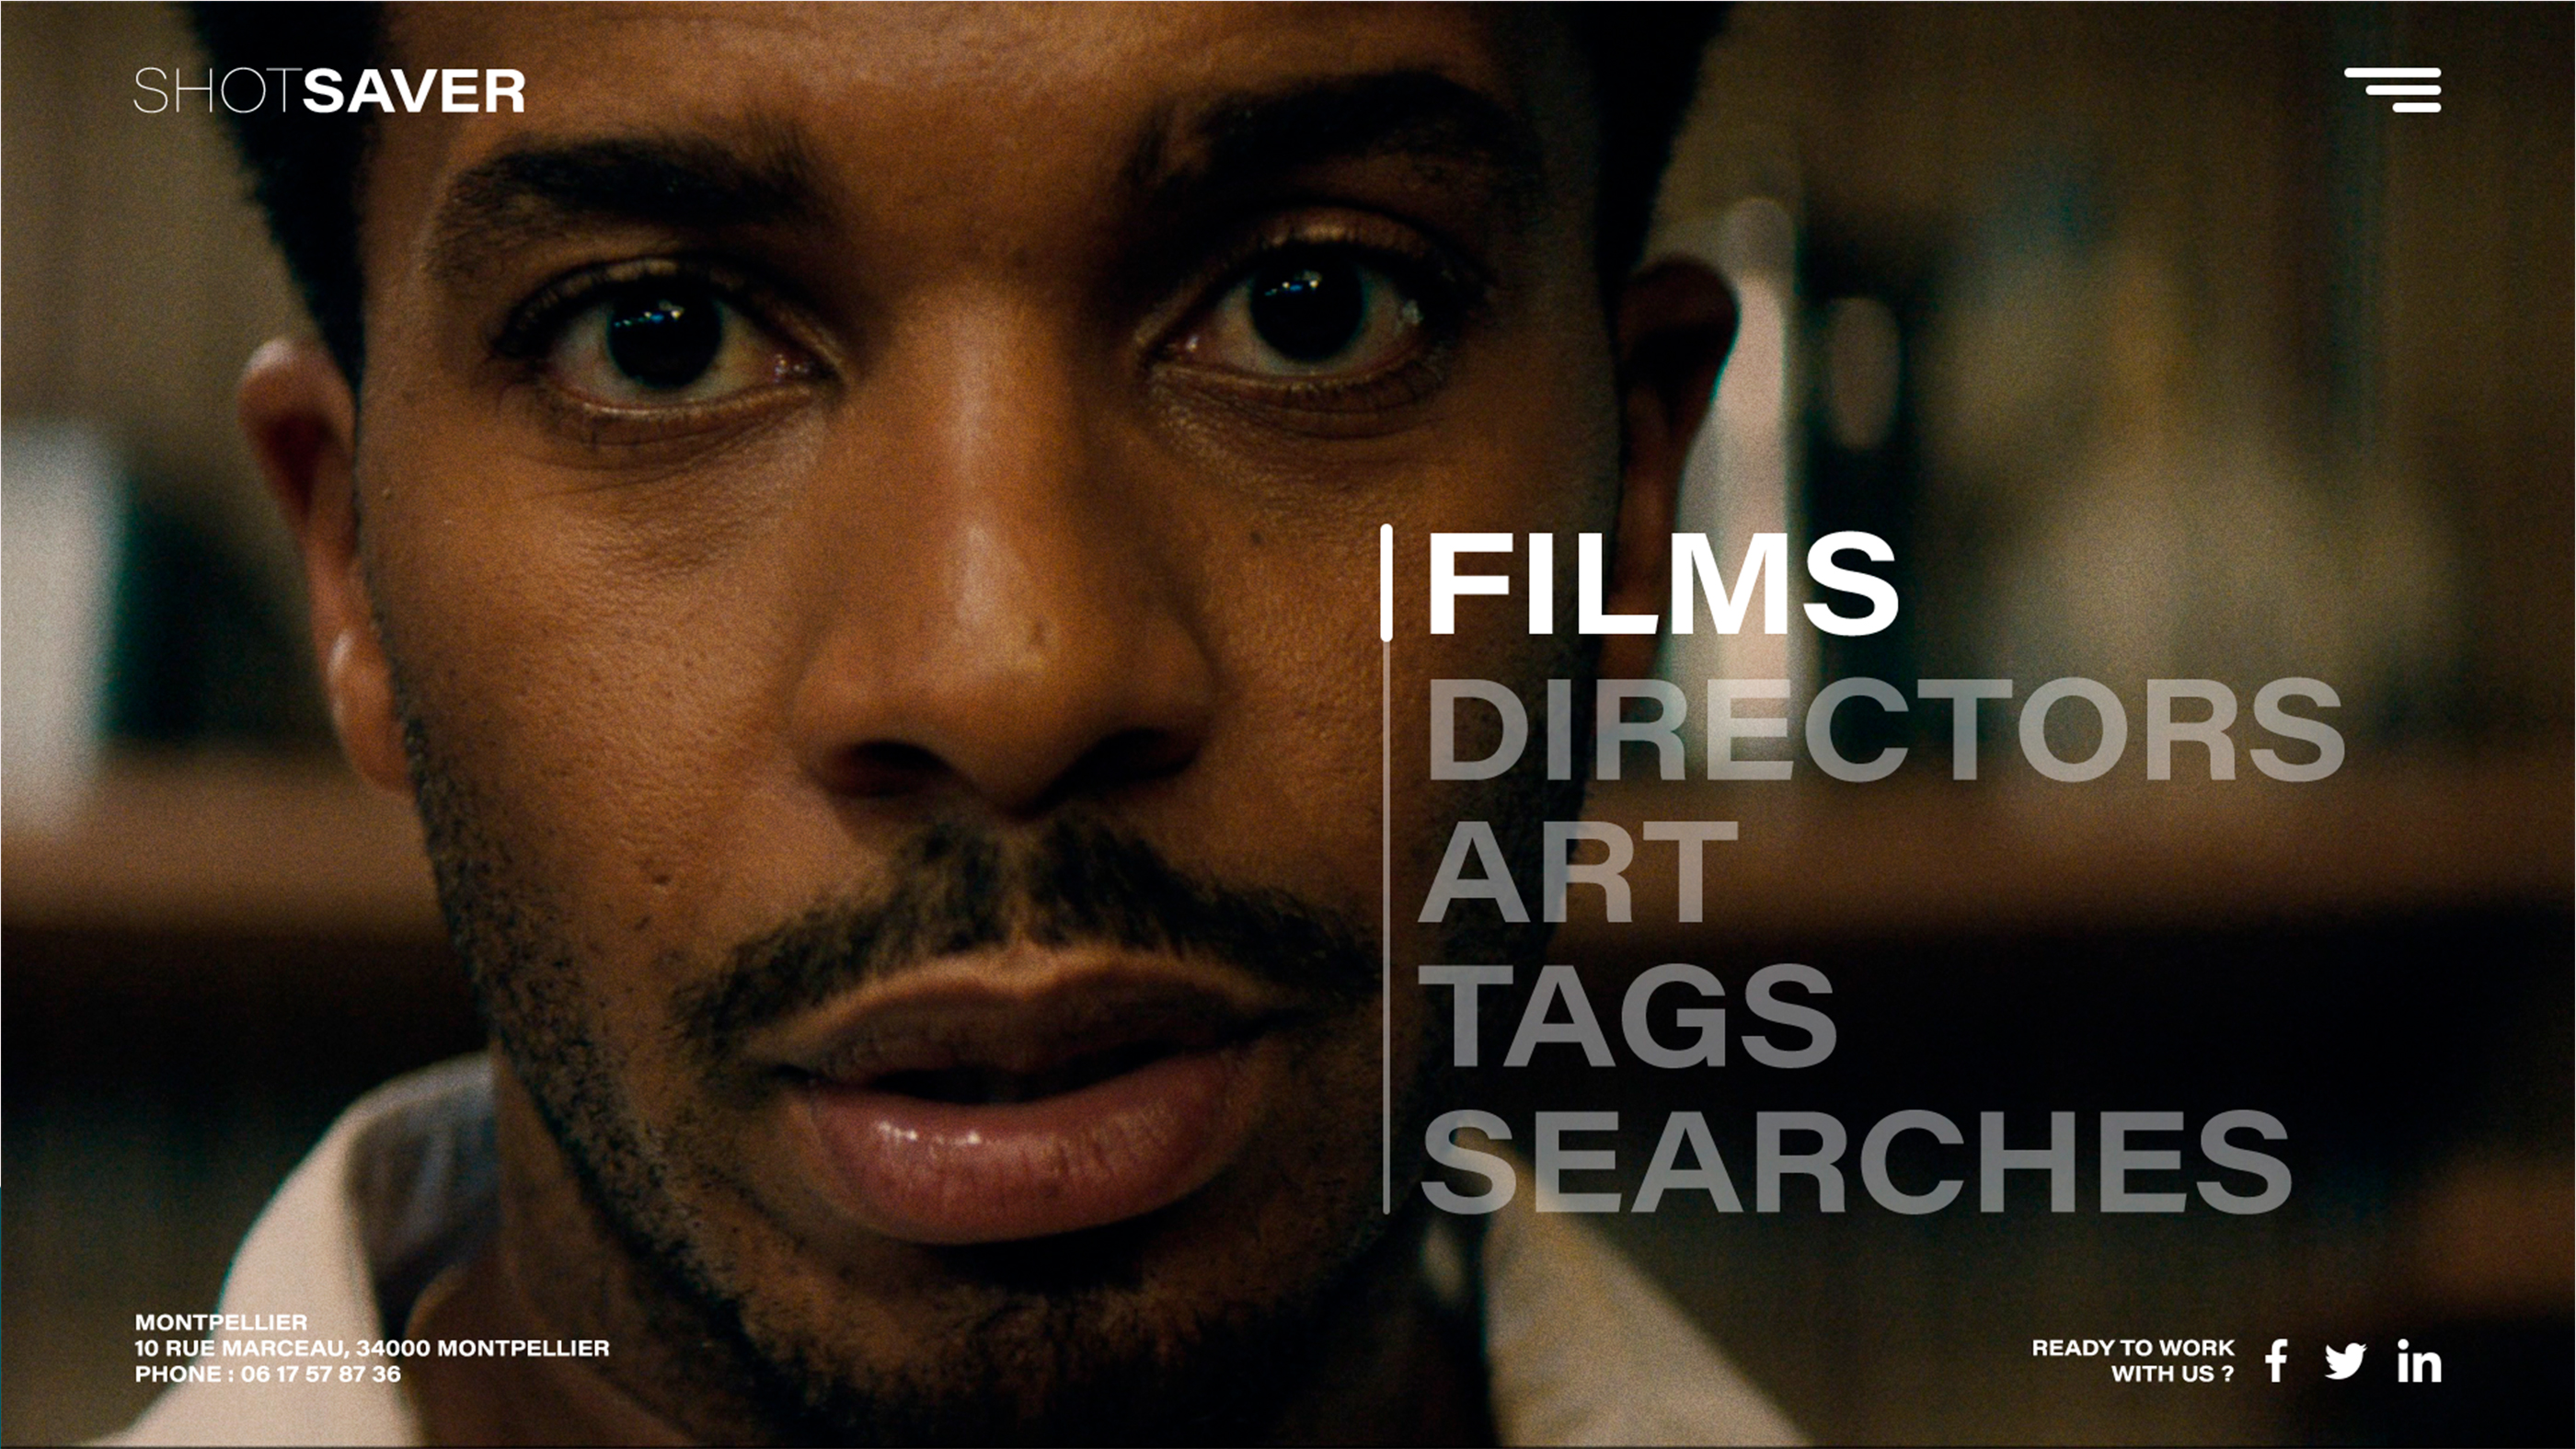 SHOTSAVER
FILMS
DIRECTORS
ART
TAGS
SEARCHES
MONTPELLIER
10 RUE MARCEAU, 34000 MONTPELLIER
PHONE : 06 17 57 87 36
READY TO WORK
WITH US ?